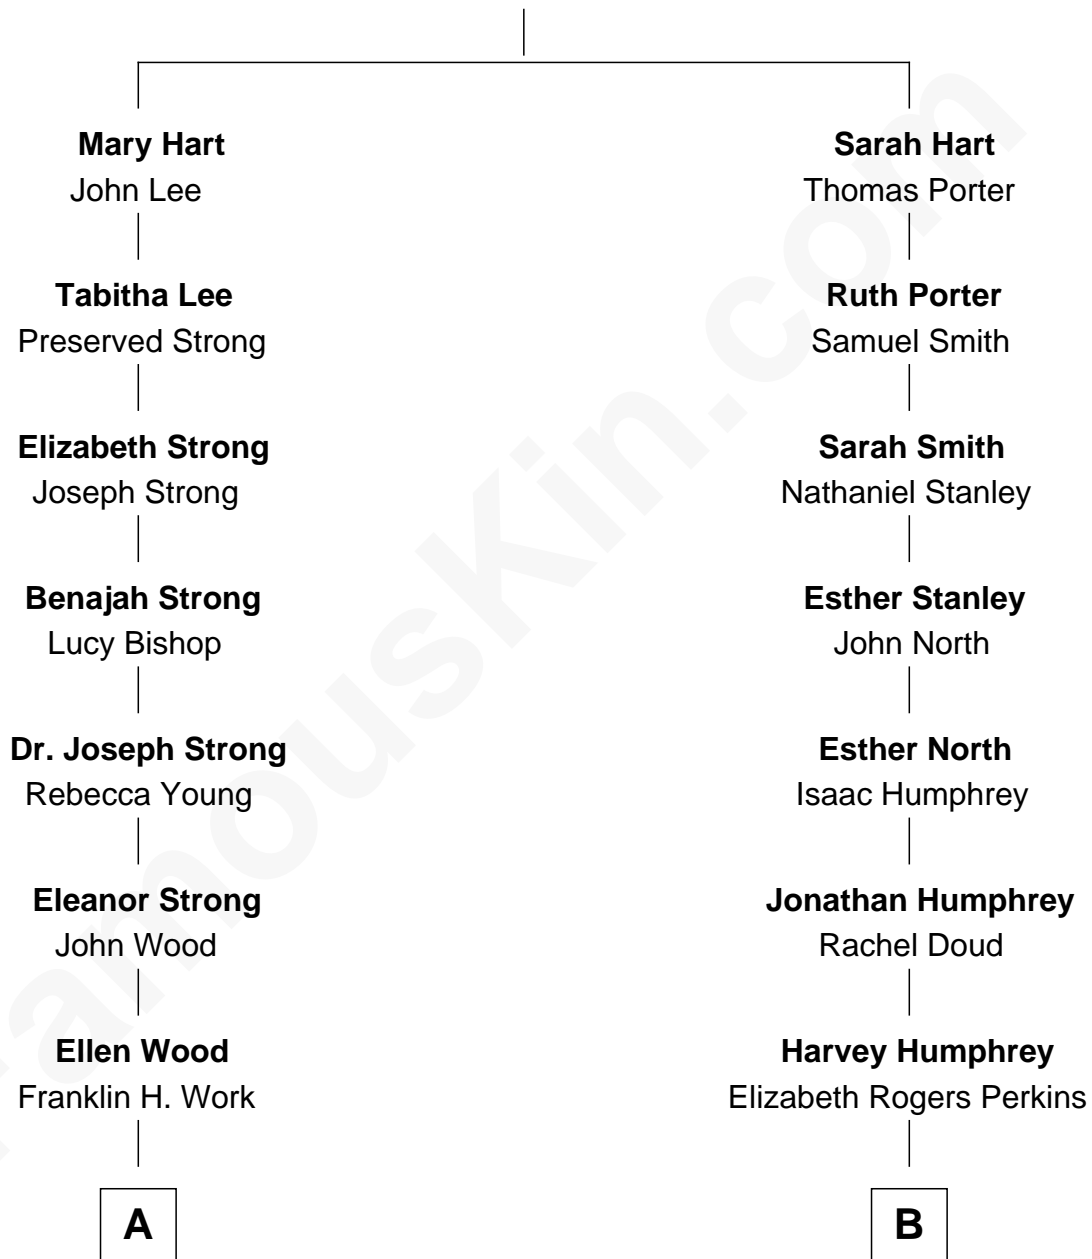 Mary Hart
John Lee
Sarah Hart
Thomas Porter
Tabitha Lee
Preserved Strong
Ruth Porter
Samuel Smith
Elizabeth Strong
Joseph Strong
Sarah Smith
Nathaniel Stanley
Benajah Strong
Lucy Bishop
Esther Stanley
John North
Dr. Joseph Strong
Rebecca Young
Esther North
Isaac Humphrey
Eleanor Strong
John Wood
Jonathan Humphrey
Rachel Doud
Ellen Wood
Franklin H. Work
Harvey Humphrey
Elizabeth Rogers Perkins
A
B
FamousKin.com